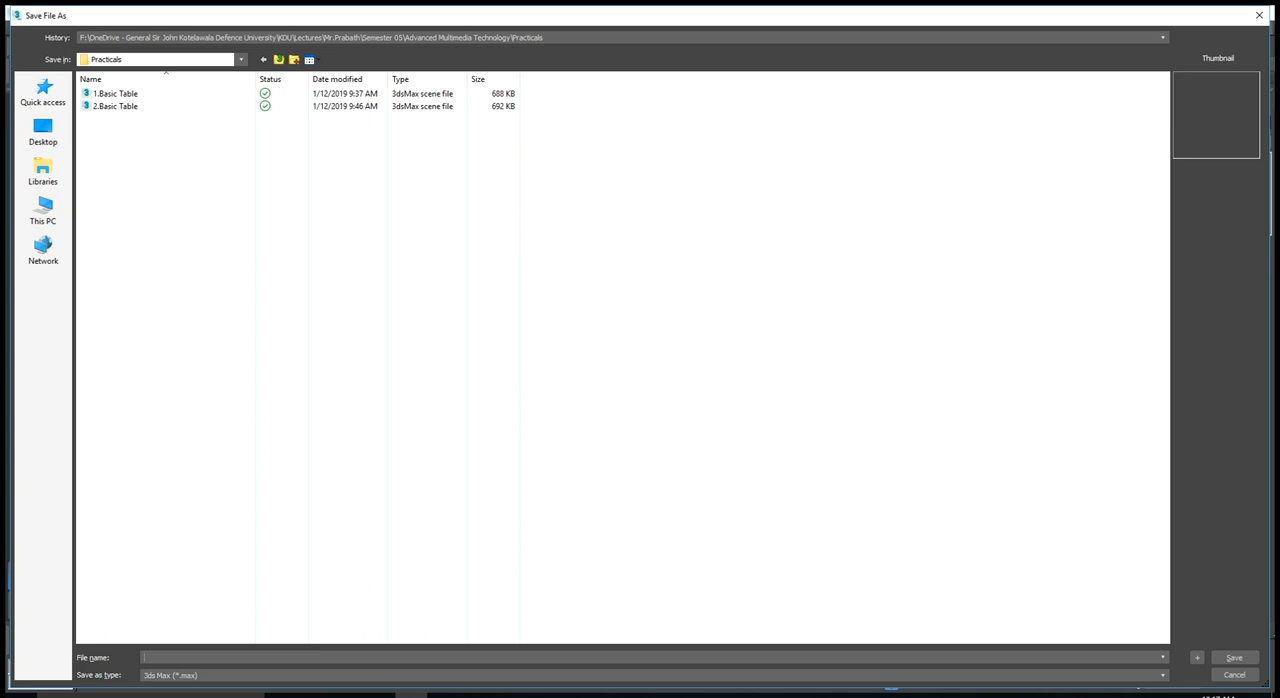 Save File As
History: F:\OneDrive - General Sir John Kotelawala Defence University\KDU\Lectures\Mr.Prabath\Semester 05\Advanced Multimedia Technology\Practicals
Save in: Practicals
Thumbnail
Name Status Date modified Type Size
1.Basic Table 1/12/2019 9:37 AM 3dsMax scene file 688 KB
2.Basic Table 1/12/2019 9:46 AM 3dsMax scene file 692 KB
Quick access
Desktop
Libraries
This PC
Network
File name: + Save
Save as type: 3ds Max (*.max) Cancel